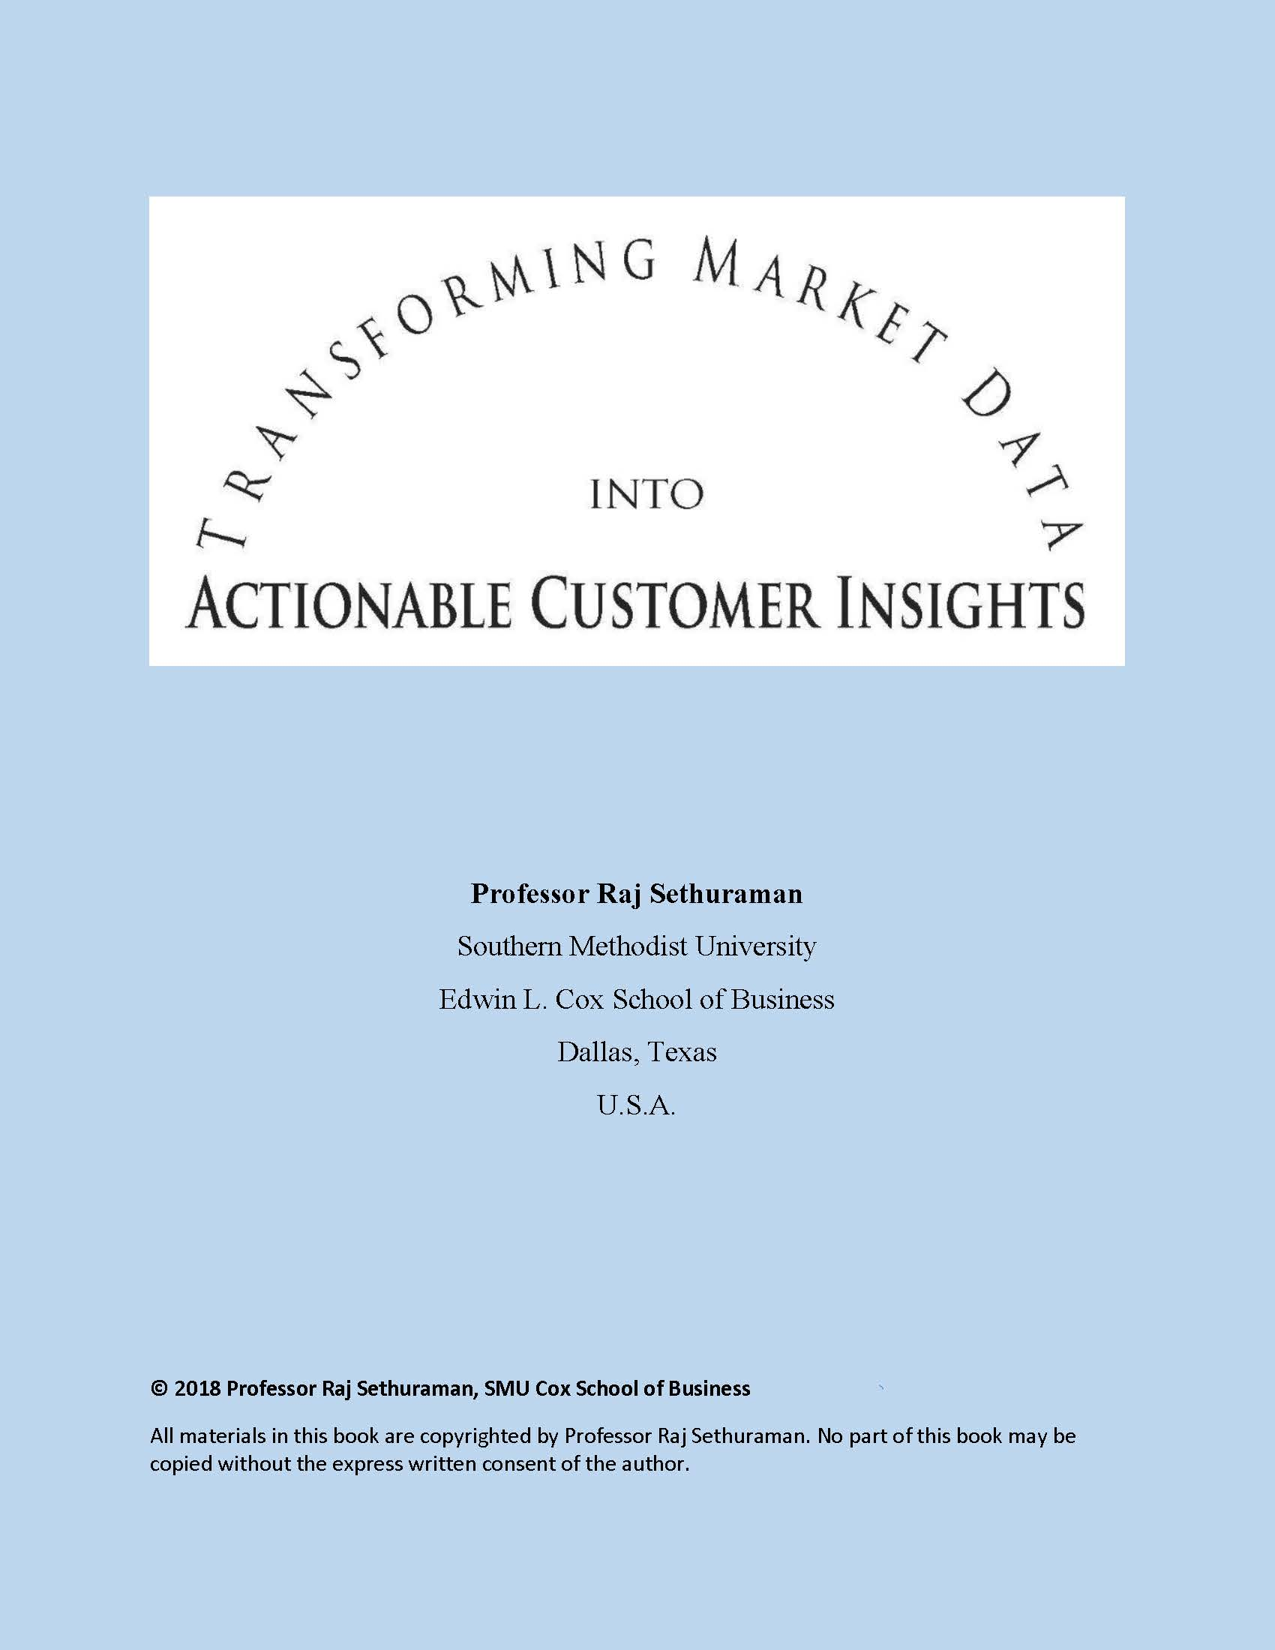 TRANSFORMING MARKET DATA
INTO
ACTIONABLE CUSTOMER INSIGHTS
Professor Raj Sethuraman
Southern Methodist University
Edwin L. Cox School of Business
Dallas, Texas
U.S.A.
© 2018 Professor Raj Sethuraman, SMU Cox School of Business
All materials in this book are copyrighted by Professor Raj Sethuraman. No part of this book may be
copied without the express written consent of the author.